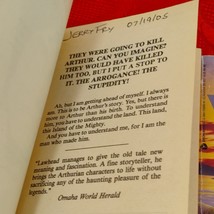 JERRY FRY 07/19/05
THEY WERE GOING TO KILL
ARTHUR. CAN YOU IMAGINE?
THEY WOULD HAVE KILLED
HIM TOO, BUT I PUT A STOP TO
IT. THE ARROGANCE! THE
STUPIDITY!
Ah, but I am getting ahead of myself. I always
am. This is to be Arthur's story. Yes, but there is
more to Arthur than his birth. To understand him,
you have to understand the land. This land,
this Island of the Mighty.
And you have to understand me, for I am the
man who made him.
"Lawhead manages to give the old tale new
meaning and fascination. A fine storyteller, he
brings the Arthurian characters to life without
sacrificing any of the haunting pleasure of the
legends."
Omaha World Herald